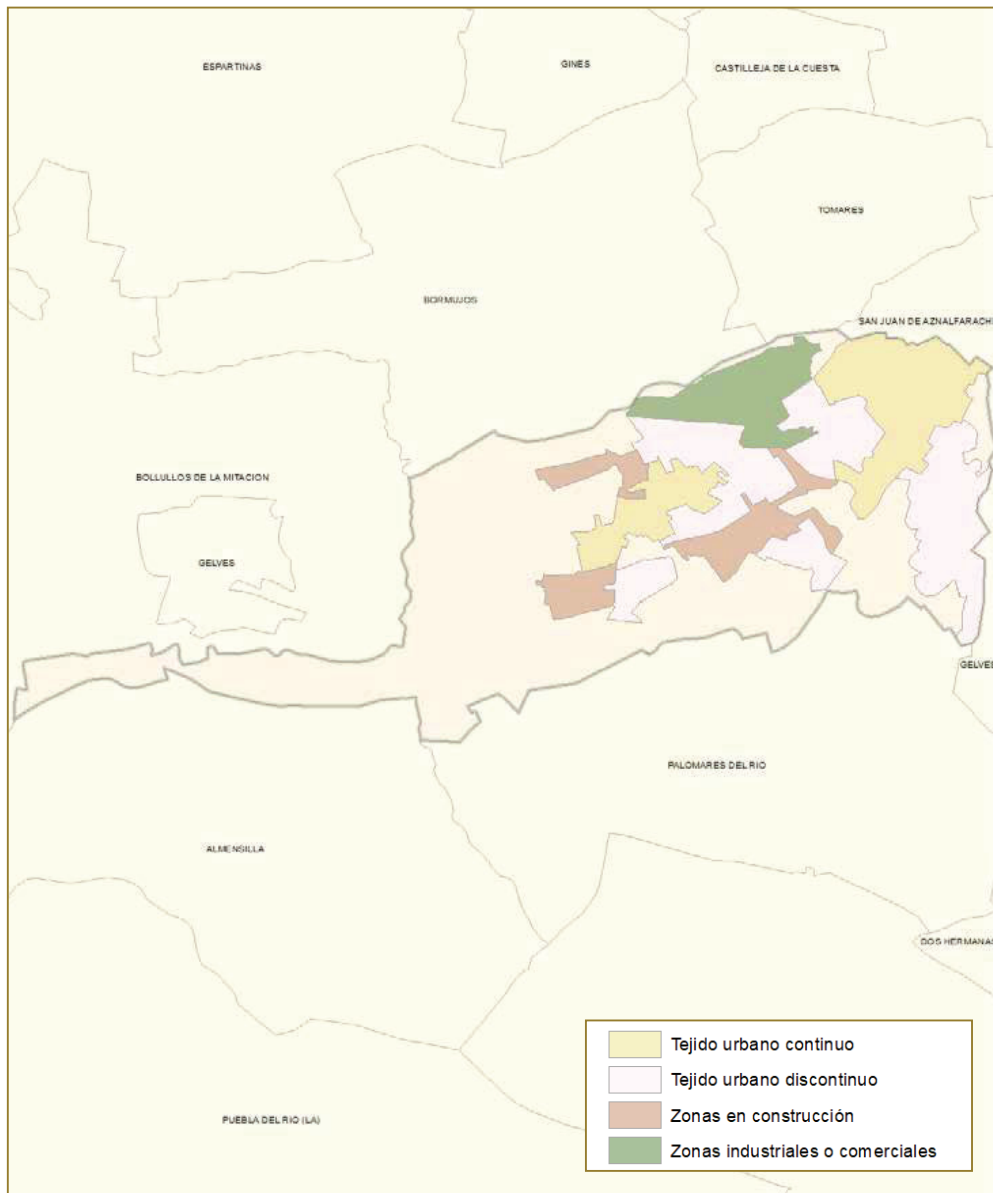 ESPARTINAS
GINES
CASTILLEJA DE LA CUESTA
TOMARES
BORMUJOS
SAN JUAN DE AZNALFARACHE
BOLLULLOS DE LA MITACION
GELVES
GELVES
PALOMARES DEL RIO
ALMENSILLA
DOS HERMANAS
PUEBLA DEL RIO (LA)
Tejido urbano continuo
Tejido urbano discontinuo
Zonas en construcción
Zonas industriales o comerciales